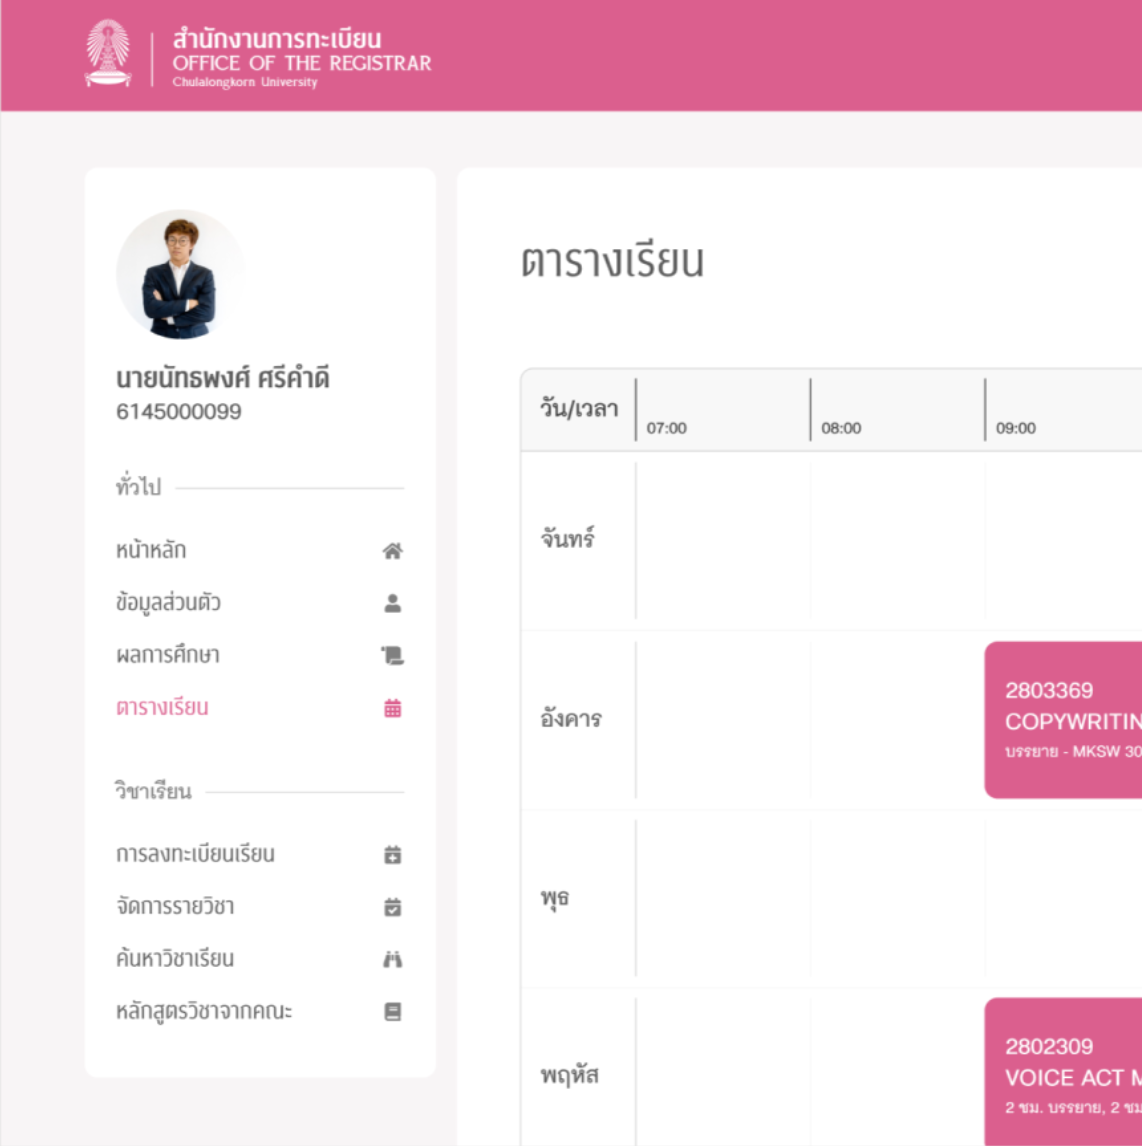 สำนักงานการทะเบียน
OFFICE OF THE REGISTRAR
Chulalongkorn University
นายนัทธพงศ์ ศรีคำดี
6145000099
ทั่วไป
หน้าหลัก
ข้อมูลส่วนตัว
ผลการศึกษา
ตารางเรียน
วิชาเรียน
การลงทะเบียนเรียน
จัดการรายวิชา
ค้นหาวิชาเรียน
หลักสูตรวิชาจากคณะ
ตารางเรียน
วัน/เวลา
07:00
08:00
09:00
จันทร์
อังคาร
2803369
COPYWRITIN
บรรยาย - MKSW 30
พุธ
พฤหัส
2802309
VOICE ACT M
2 ชม. บรรยาย, 2 ชม